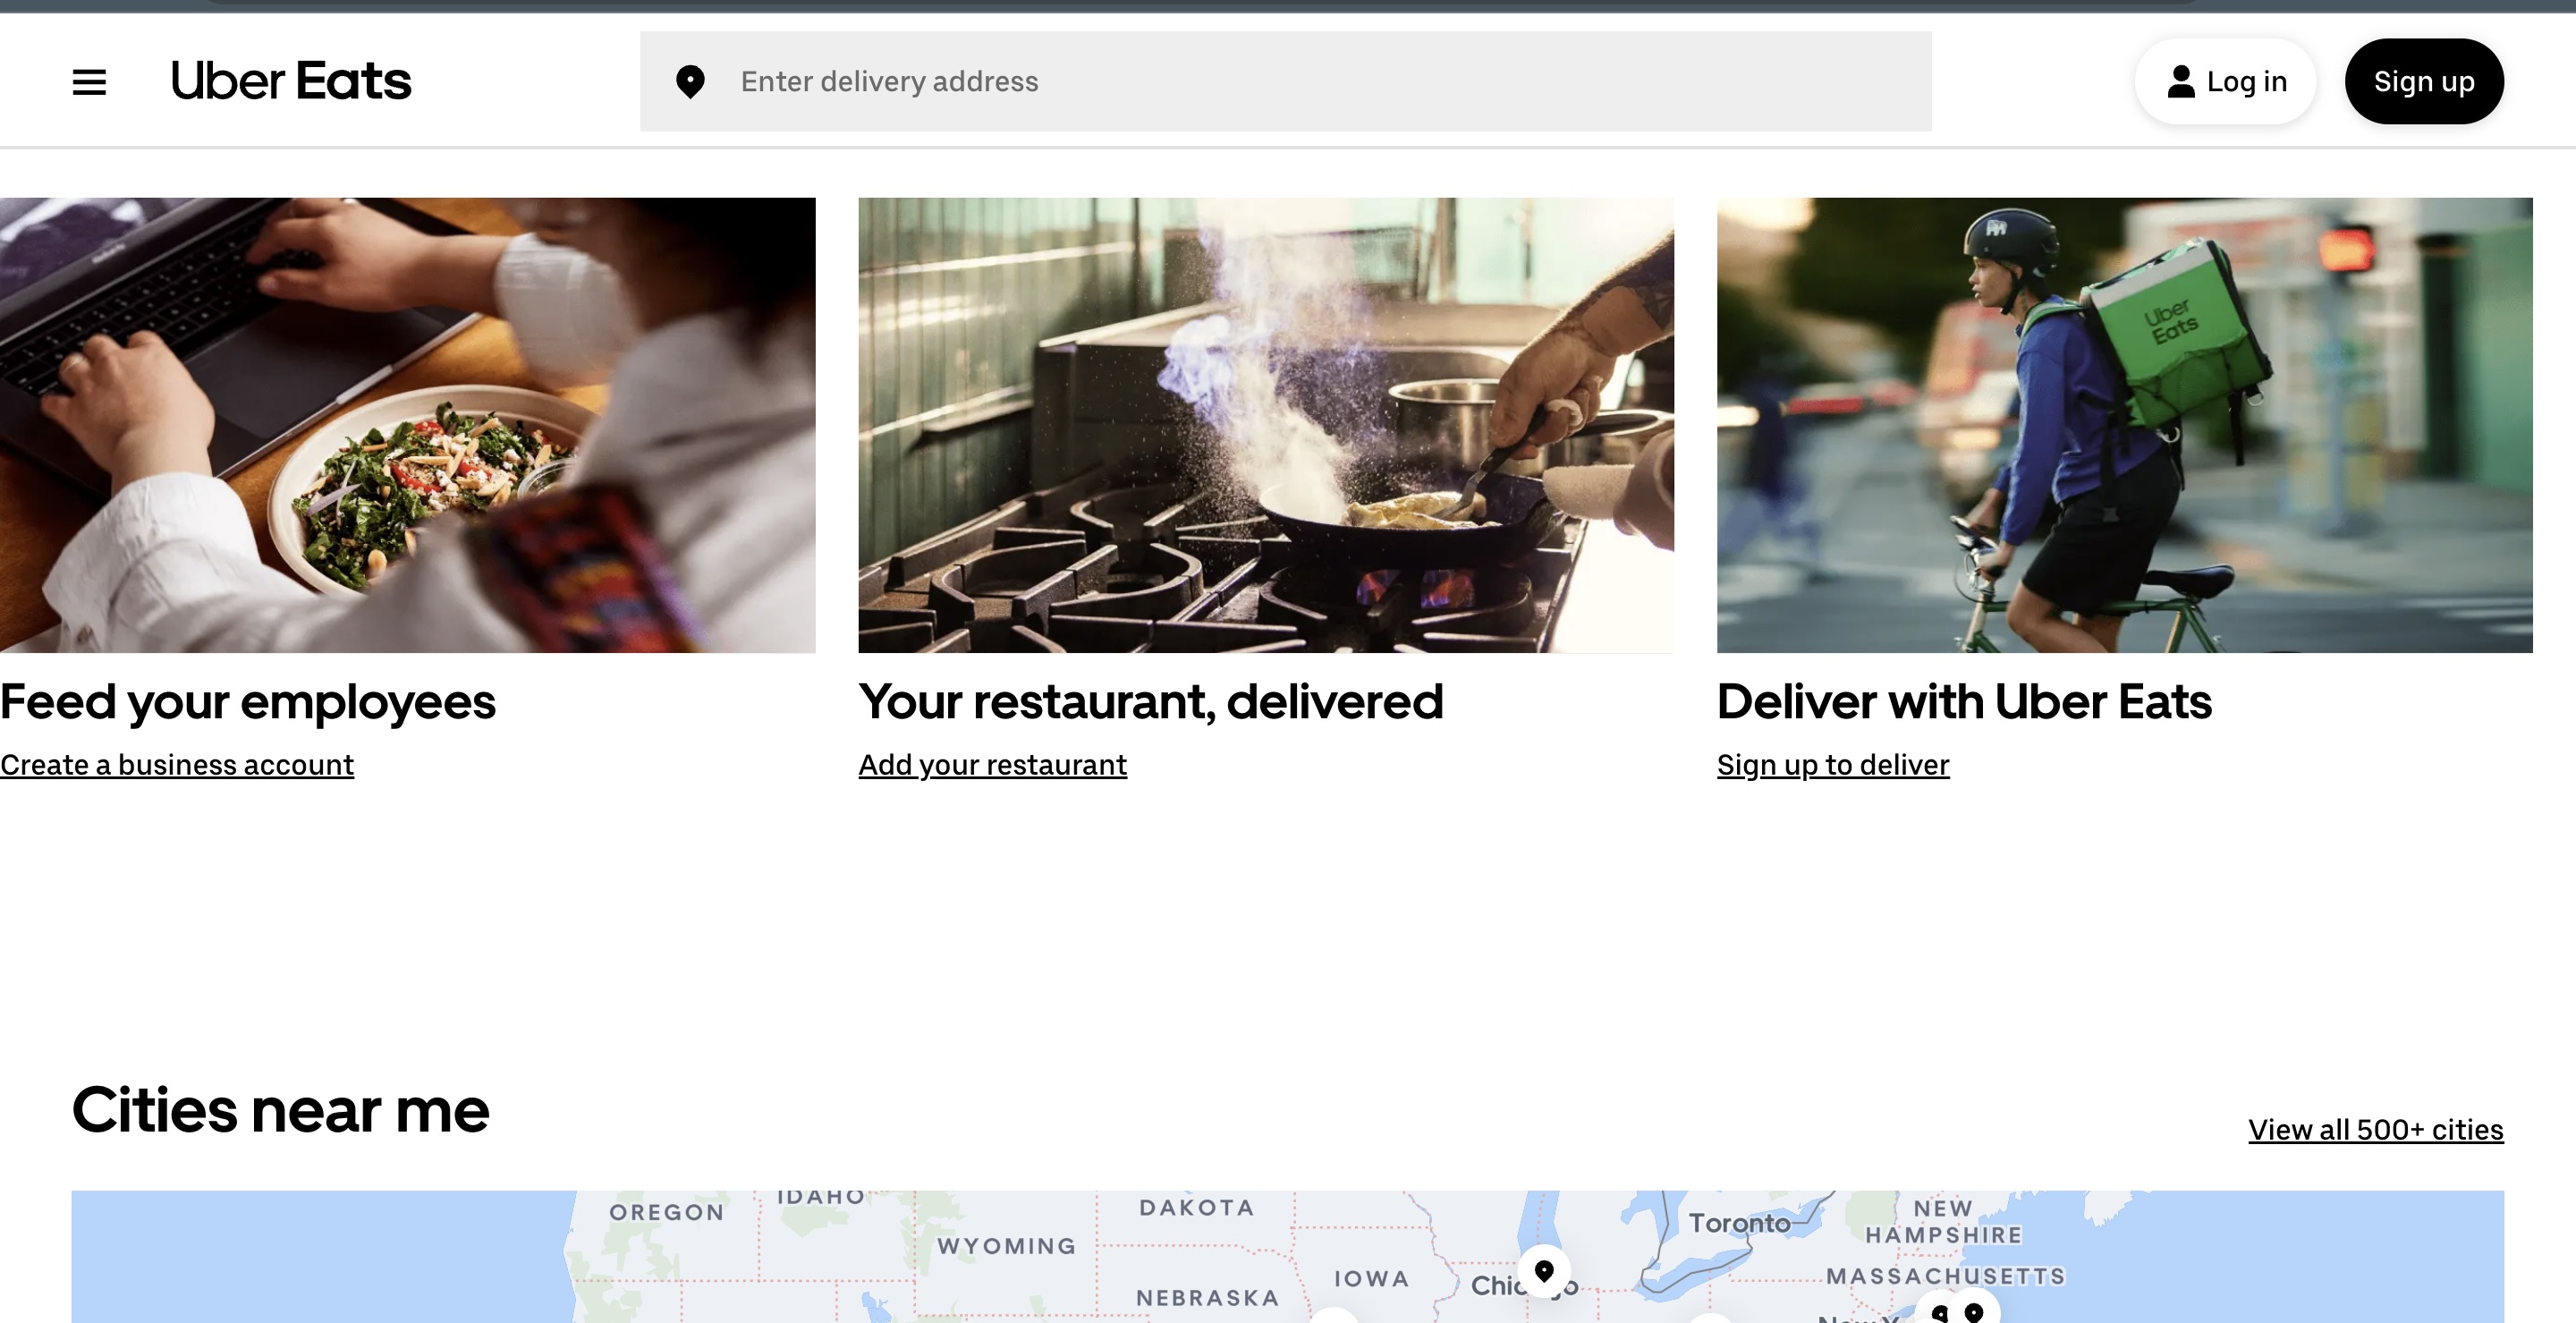 Uber Eats
Enter delivery address
Log in
Sign up
Uber
Eats
Feed your employees
Create a business account
Your restaurant, delivered
Add your restaurant
Deliver with Uber Eats
Sign up to deliver
Cities near me
View all 500+ cities
OREGON
IDAHO
WYOMING
DAKOTA
NEBRASKA
IOWA
Toronto
NEW
HAMPSHIRE
MASSACHUSETTS